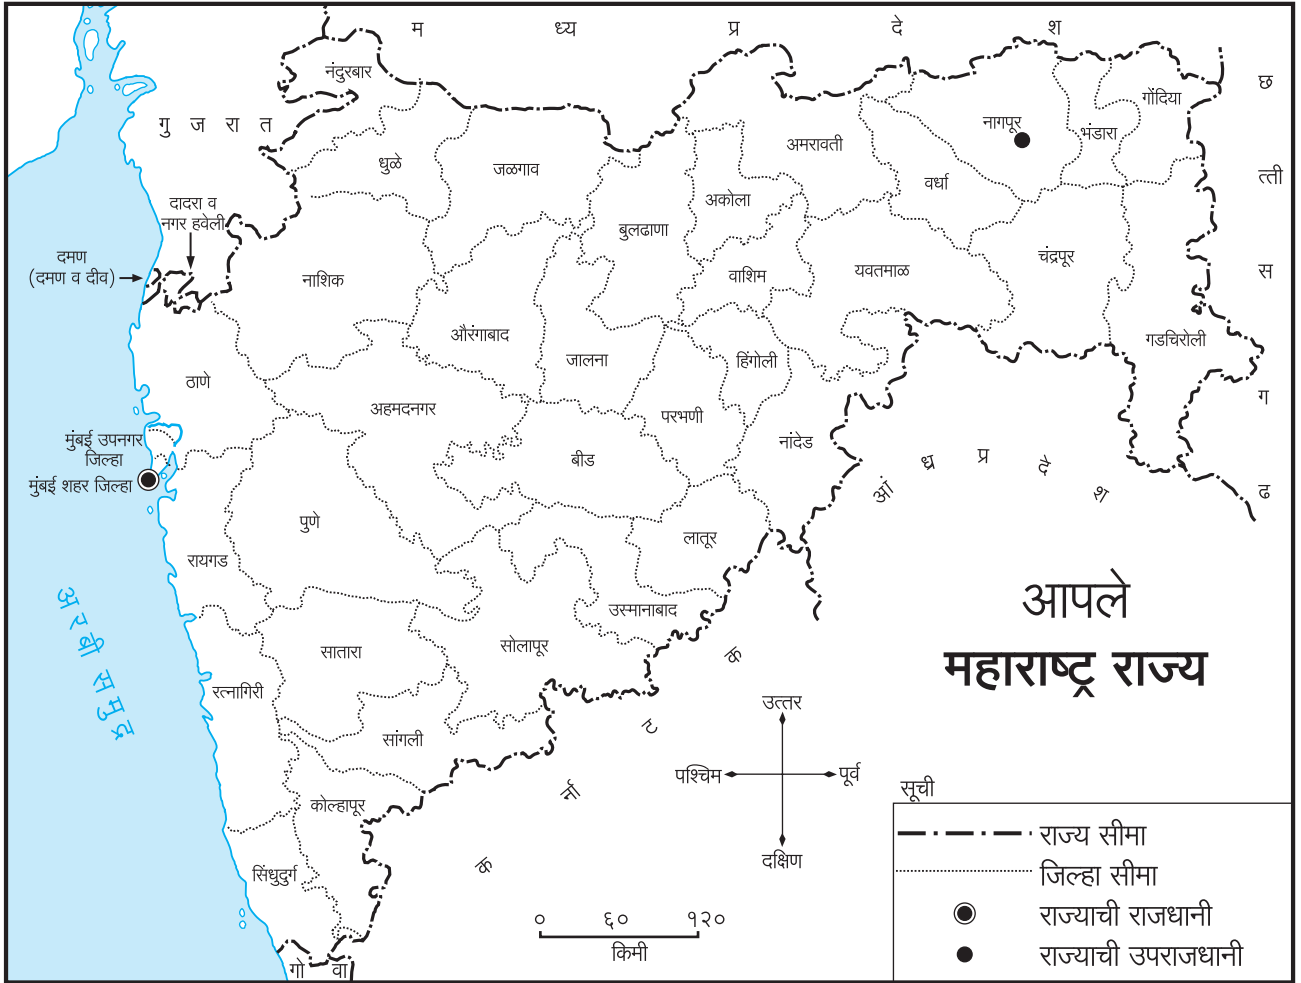 म ध्य प्र दे श
नंदुरबार
छ
त्ती
स
ग
ढ
गोंदिया
गु ज रा त
नागपूर
भंडारा
अमरावती
धुळे
जळगाव
वर्धा
अकोला
दादरा व
नगर हवेली
बुलढाणा
दमण
(दमण व दीव)
नाशिक
वाशिम
यवतमाळ
चंद्रपूर
औरंगाबाद
जालना
हिंगोली
गडचिरोली
ठाणे
अहमदनगर
परभणी
मुंबई उपनगर
जिल्हा
बीड
नांदेड
आं ध्र प्र दे श
मुंबई शहर जिल्हा
पुणे
लातूर
रायगड
उस्मानाबाद
अ र बी स मु द्र
सातारा
सोलापूर
रत्नागिरी
सांगली
कोल्हापूर
सिंधुदुर्ग
क र्ना ट क
गो वा
आपले
महाराष्ट्र राज्य
उत्तर
पश्चिम
पूर्व
दक्षिण
० ६० १२०
किमी
सूची
राज्य सीमा
जिल्हा सीमा
राज्याची राजधानी
राज्याची उपराजधानी